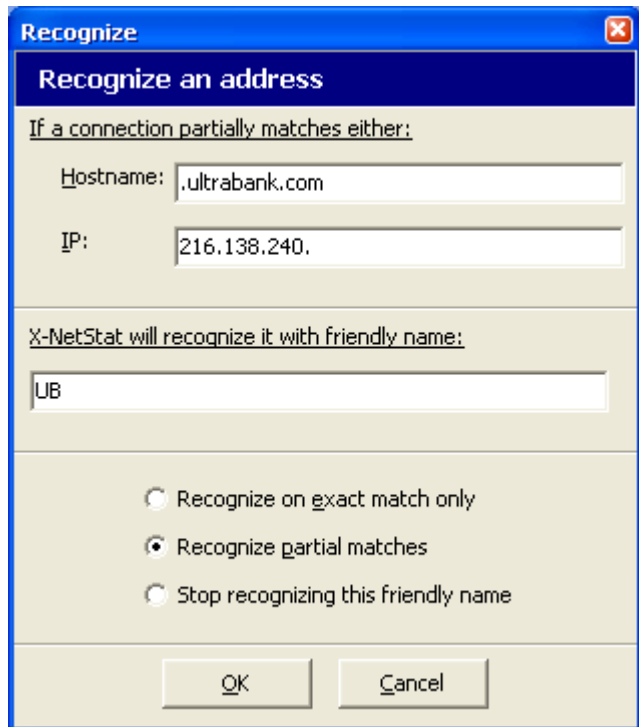 Recognize
Recognize an address
If a connection partially matches either:
Hostname: .ultrabank.com
IP: 216.138.240.
X-NetStat will recognize it with friendly name:
UB
Recognize on exact match only
Recognize partial matches
Stop recognizing this friendly name
OK Cancel